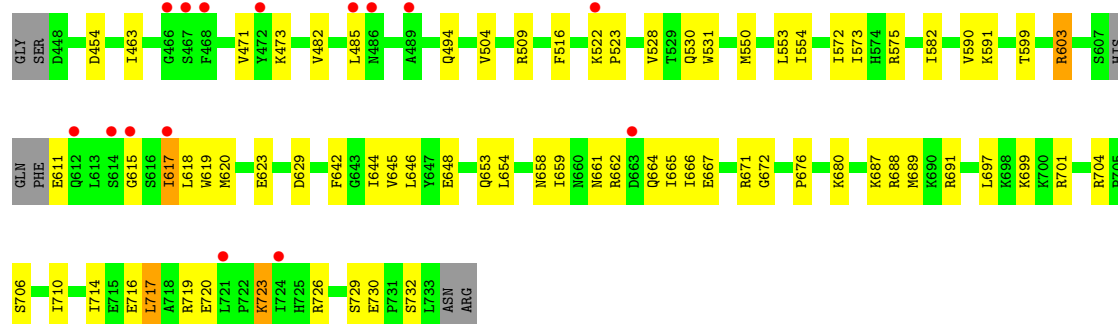 GLY SER D448 D454 I463 G466 S467 F468 V471 Y472 K473 V482 L485 N486 A489 Q494 V504 R509 F516 K522 P523 V528 T529 Q530 W531 M550 L553 I554 I572 I573 H574 R575 I582 V590 K591 T599 R603 S607 HIS
GLN PHE E611 Q612 L613 S614 G615 S616 I617 L618 W619 M620 E623 D629 F642 G643 I644 V645 L646 Y647 E648 Q653 L654 N658 I659 N660 N661 R662 D663 Q664 I665 I666 E667 R671 G672 P676 K680 K687 R688 M689 K690 R691 L697 K698 K699 K700 R701 R704 P705
S706 I710 I714 E715 E716 L717 A718 R719 E720 L721 P722 K723 I724 H725 R726 S729 E730 P731 S732 L733 ASN ARG